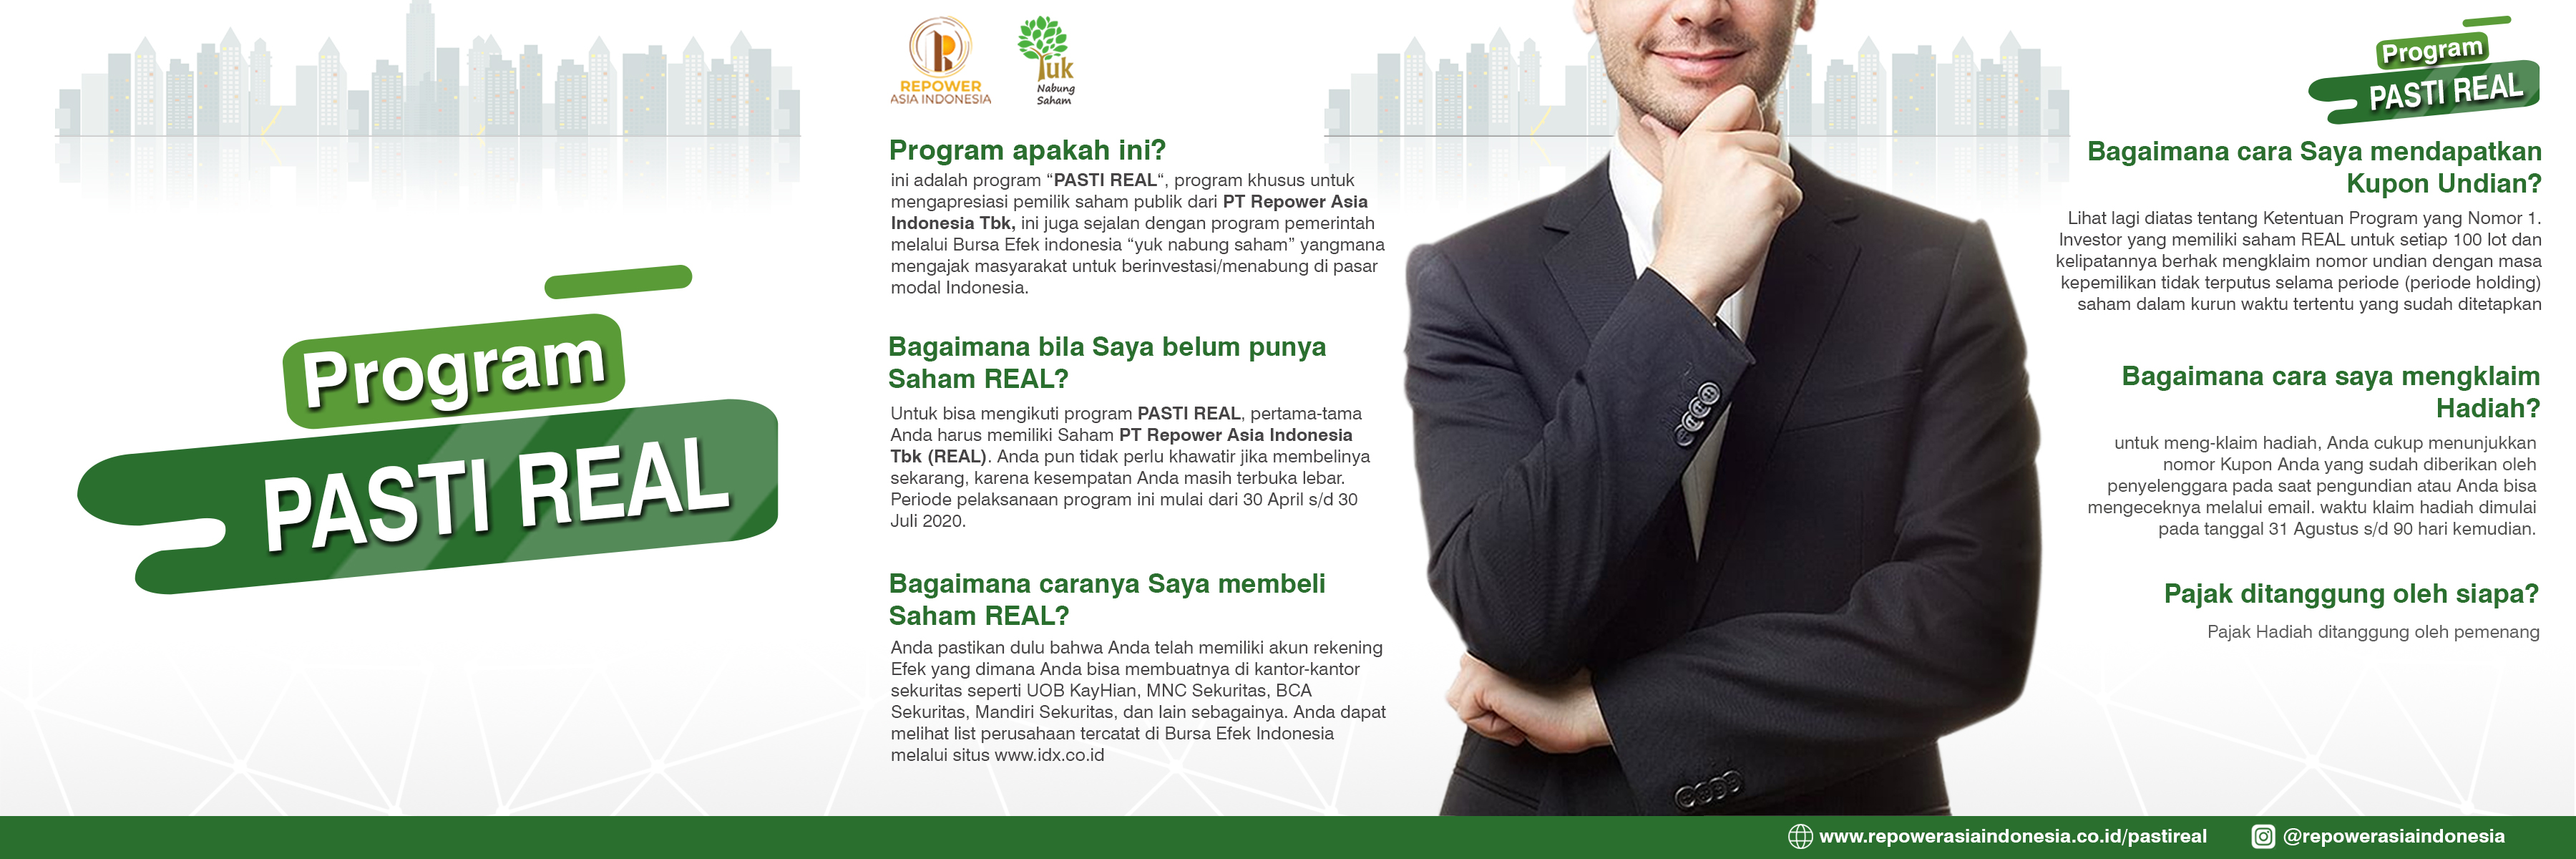 Program
PASTI REAL
REPOWER
ASIA INDONESIA
Yuk
Nabung
Saham
Program apakah ini?
ini adalah program “PASTI REAL“, program khusus untuk
mengapresiasi pemilik saham publik dari PT Repower Asia
Indonesia Tbk, ini juga sejalan dengan program pemerintah
melalui Bursa Efek indonesia “yuk nabung saham” yangmana
mengajak masyarakat untuk berinvestasi/menabung di pasar
modal Indonesia.
Bagaimana bila Saya belum punya
Saham REAL?
Untuk bisa mengikuti program PASTI REAL, pertama-tama
Anda harus memiliki Saham PT Repower Asia Indonesia
Tbk (REAL). Anda pun tidak perlu khawatir jika membelinya
sekarang, karena kesempatan Anda masih terbuka lebar.
Periode pelaksanaan program ini mulai dari 30 April s/d 30
Juli 2020.
Bagaimana caranya Saya membeli
Saham REAL?
Anda pastikan dulu bahwa Anda telah memiliki akun rekening
Efek yang dimana Anda bisa membuatnya di kantor-kantor
sekuritas seperti UOB KayHian, MNC Sekuritas, BCA
Sekuritas, Mandiri Sekuritas, dan lain sebagainya. Anda dapat
melihat list perusahaan tercatat di Bursa Efek Indonesia
melalui situs www.idx.co.id
Program
PASTI REAL
Bagaimana cara Saya mendapatkan
Kupon Undian?
Lihat lagi diatas tentang Ketentuan Program yang Nomor 1.
Investor yang memiliki saham REAL untuk setiap 100 lot dan
kelipatannya berhak mengklaim nomor undian dengan masa
kepemilikan tidak terputus selama periode (periode holding)
saham dalam kurun waktu tertentu yang sudah ditetapkan
Bagaimana cara saya mengklaim
Hadiah?
untuk meng-klaim hadiah, Anda cukup menunjukkan
nomor Kupon Anda yang sudah diberikan oleh
penyelenggara pada saat pengundian atau Anda bisa
mengeceknya melalui email. waktu klaim hadiah dimulai
pada tanggal 31 Agustus s/d 90 hari kemudian.
Pajak ditanggung oleh siapa?
Pajak Hadiah ditanggung oleh pemenang
www.repowerasiaindonesia.co.id/pastireal
@repowerasiaindonesia